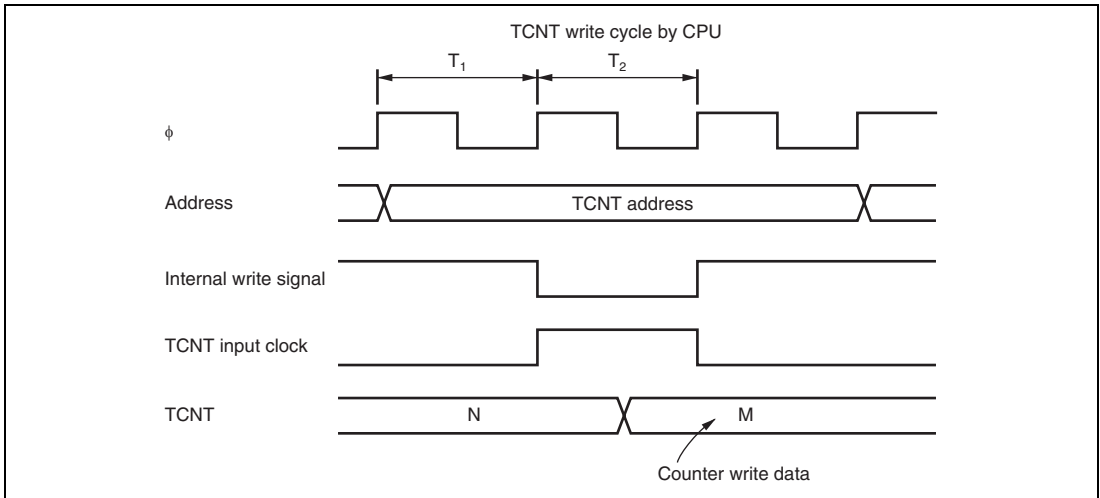 TCNT write cycle by CPU
T1 T2
ϕ
Address TCNT address
Internal write signal
TCNT input clock
TCNT N M
Counter write data